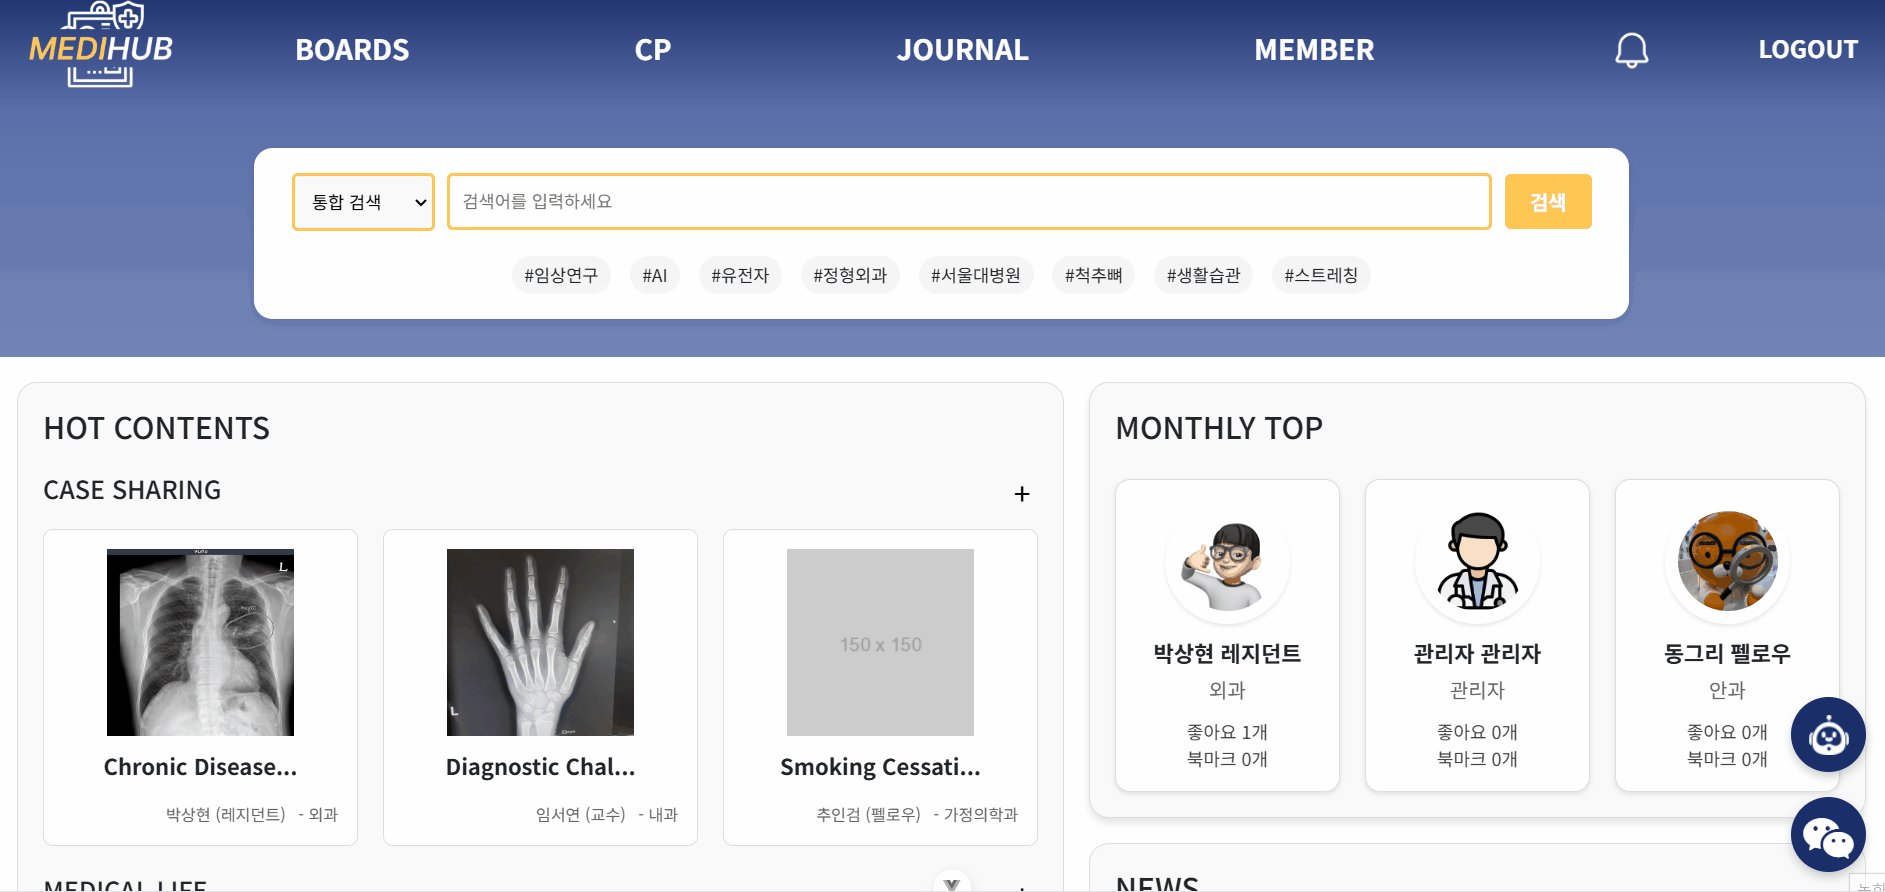 MEDIHUB
BOARDS
CP
JOURNAL
MEMBER
LOGOUT
통합 검색
검색어를 입력하세요
검색
#임상연구
#AI
#유전자
#정형외과
#서울대병원
#척추뼈
#생활습관
#스트레칭
HOT CONTENTS
CASE SHARING
+
L
Chronic Disease...
박상현 (레지던트) - 외과
L
Diagnostic Chal...
임서연 (교수) - 내과
150 x 150
Smoking Cessati...
추인검 (펠로우) - 가정의학과
MEDICAL LIFE
MONTHLY TOP
박상현 레지던트
외과
좋아요 1개
북마크 0개
관리자 관리자
관리자
좋아요 0개
북마크 0개
동그리 펠로우
안과
좋아요 0개
북마크 0개
NEWS